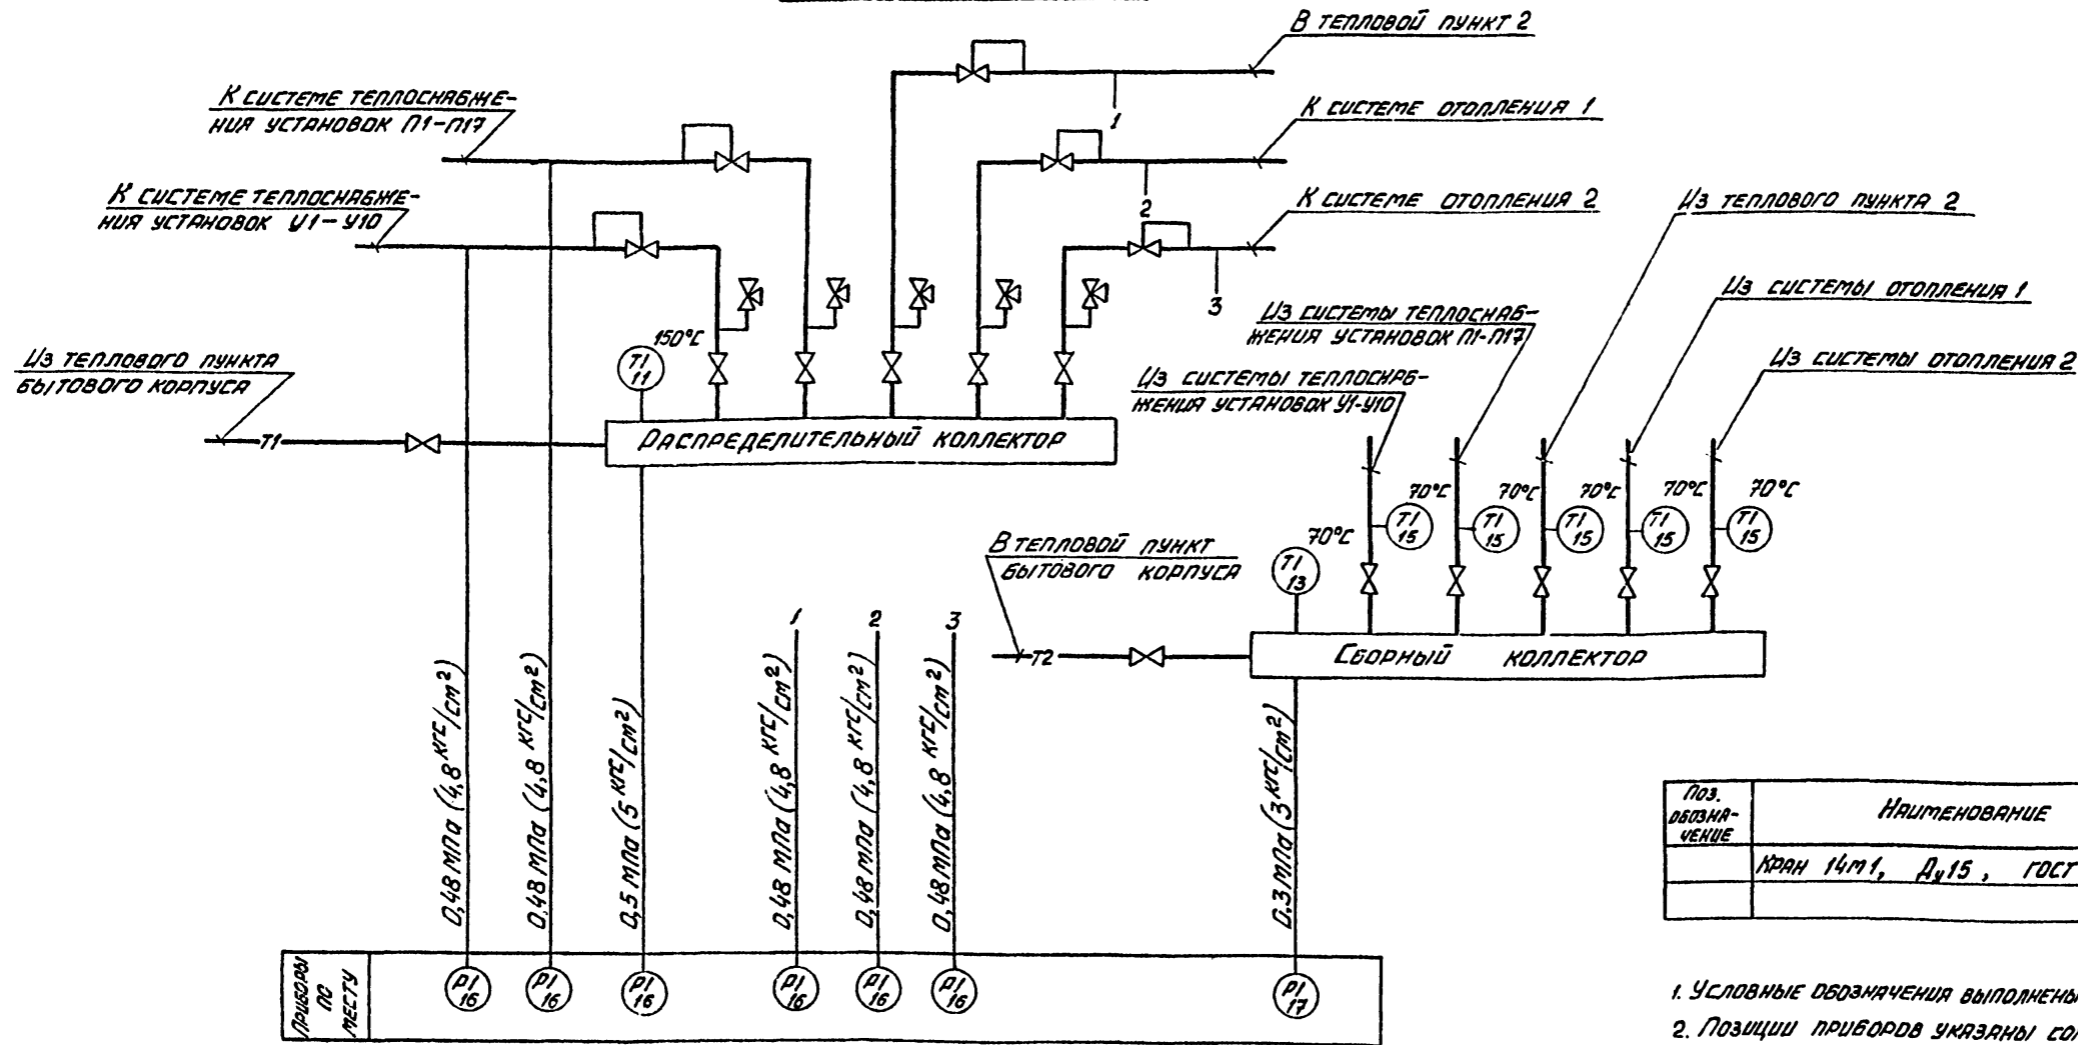 В тепловой пункт 2
К системе теплоснабже-
ния установок П1-П17
К системе отопления 1
1
К системе теплоснабже-
ния установок У1-У10
2
К системе отопления 2
Из теплового пункта 2
3
Из системы отопления 1
Из системы теплоснаб-
жения установок П1-П17
150°С
Из теплового пункта
бытового корпуса
TI
11
Из системы теплоснаб-
жения установок У1-У10
Из системы отопления 2
Т1
Распределительный коллектор
70°С
70°С
70°С
70°С
70°С
TI
15
TI
15
TI
15
TI
15
TI
15
В тепловой пункт
бытового корпуса
70°С
TI
13
1
2
3
Т2
Сборный коллектор
0,48 МПа (4,8 кгс/см²)
0,48 МПа (4,8 кгс/см²)
0,5 МПа (5 кгс/см²)
0,48 МПа (4,8 кгс/см²)
0,48 МПа (4,8 кгс/см²)
0,48 МПа (4,8 кгс/см²)
0,3 МПа (3 кгс/см²)
Поз.
обозна-
чение
Наименование
Кран 14М1, Ду15, ГОСТ
Приборы
по
месту
PI
16
PI
16
PI
16
PI
16
PI
16
PI
16
PI
17
1. Условные обозначения выполнены
2. Позиции приборов указаны